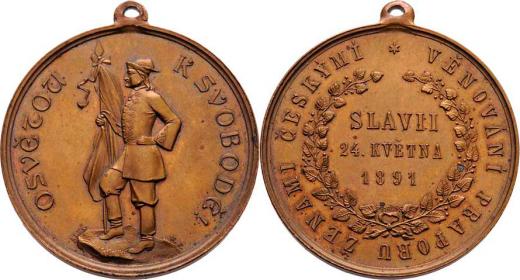 OSVĚTOU K SVOBODĚ!
VĚNOVÁNÍ PRAPORU ŽENAMI ČESKÝMI *
SLAVII
24. KVĚTNA
1891